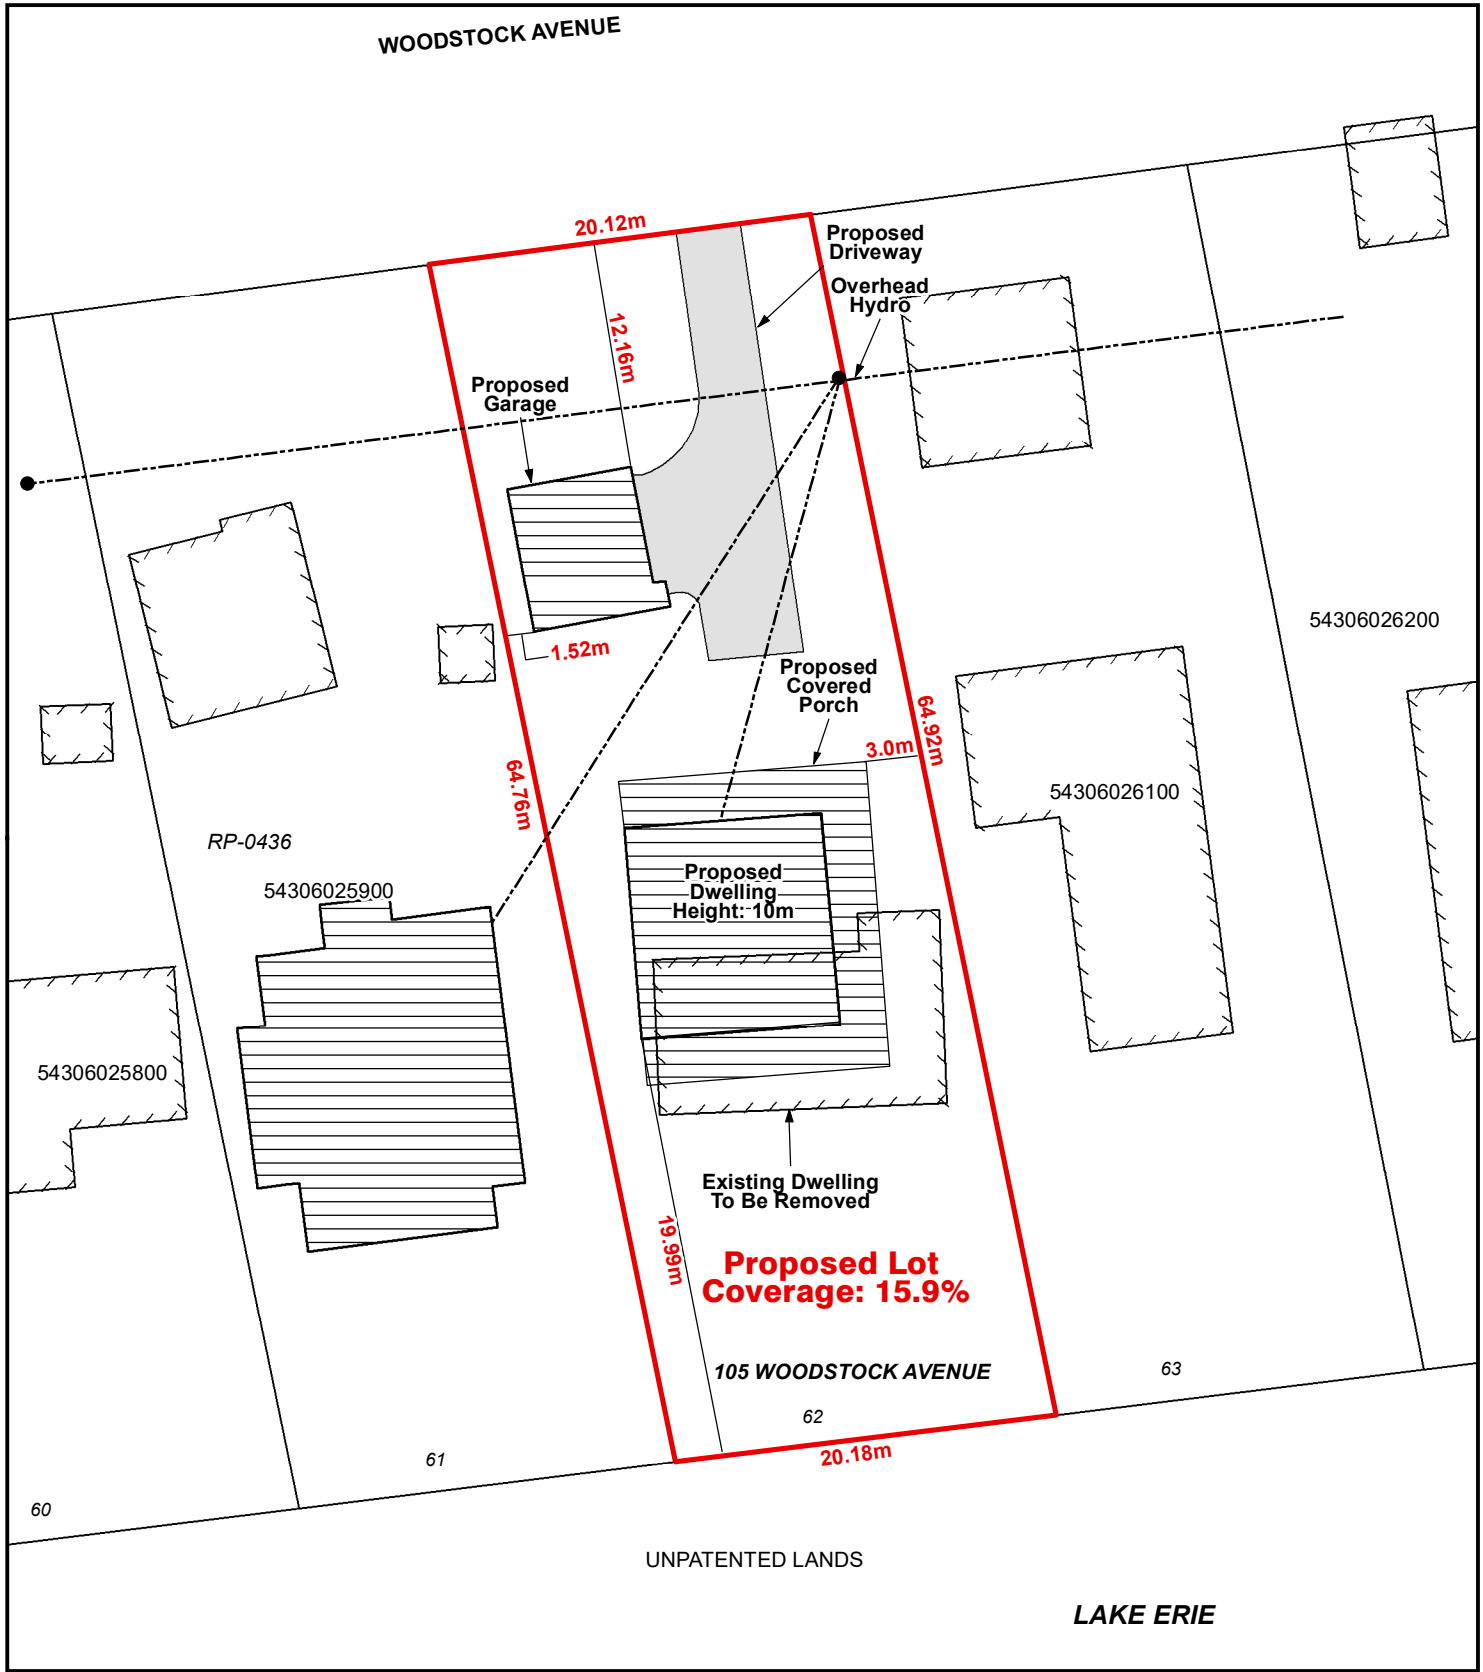 WOODSTOCK AVENUE
20.12m
Proposed
Driveway
Overhead
Hydro
12.16m
Proposed
Garage
1.52m
54306026200
Proposed
Covered
Porch
3.0m
64.92m
64.76m
54306026100
RP-0436
54306025900
Proposed
Dwelling
Height: 10m
54306025800
Existing Dwelling
To Be Removed
19.99m
Proposed Lot
Coverage: 15.9%
105 WOODSTOCK AVENUE
63
62
20.18m
61
60
UNPATENTED LANDS
LAKE ERIE